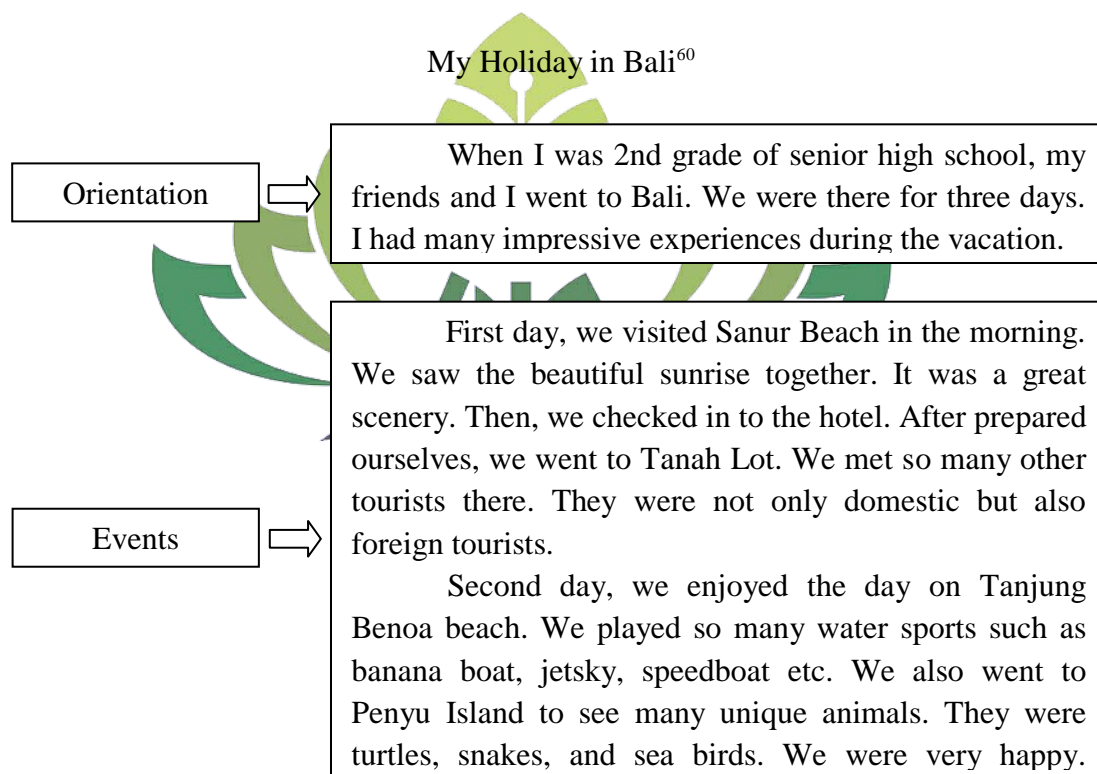 My Holiday in Bali60
Orientation
When I was 2nd grade of senior high school, my
friends and I went to Bali. We were there for three days.
I had many impressive experiences during the vacation.
Events
First day, we visited Sanur Beach in the morning.
We saw the beautiful sunrise together. It was a great
scenery. Then, we checked in to the hotel. After prepared
ourselves, we went to Tanah Lot. We met so many other
tourists there. They were not only domestic but also
foreign tourists.
Second day, we enjoyed the day on Tanjung
Benoa beach. We played so many water sports such as
banana boat, jetsky, speedboat etc. We also went to
Penyu Island to see many unique animals. They were
turtles, snakes, and sea birds. We were very happy.